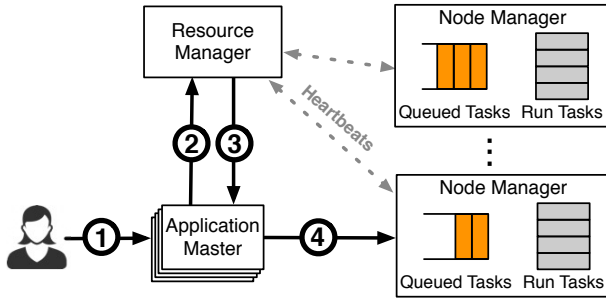 Resource
Manager
Node Manager
Queued Tasks Run Tasks
Heartbeats
2
3
Node Manager
Queued Tasks Run Tasks
1
Application
Master
4